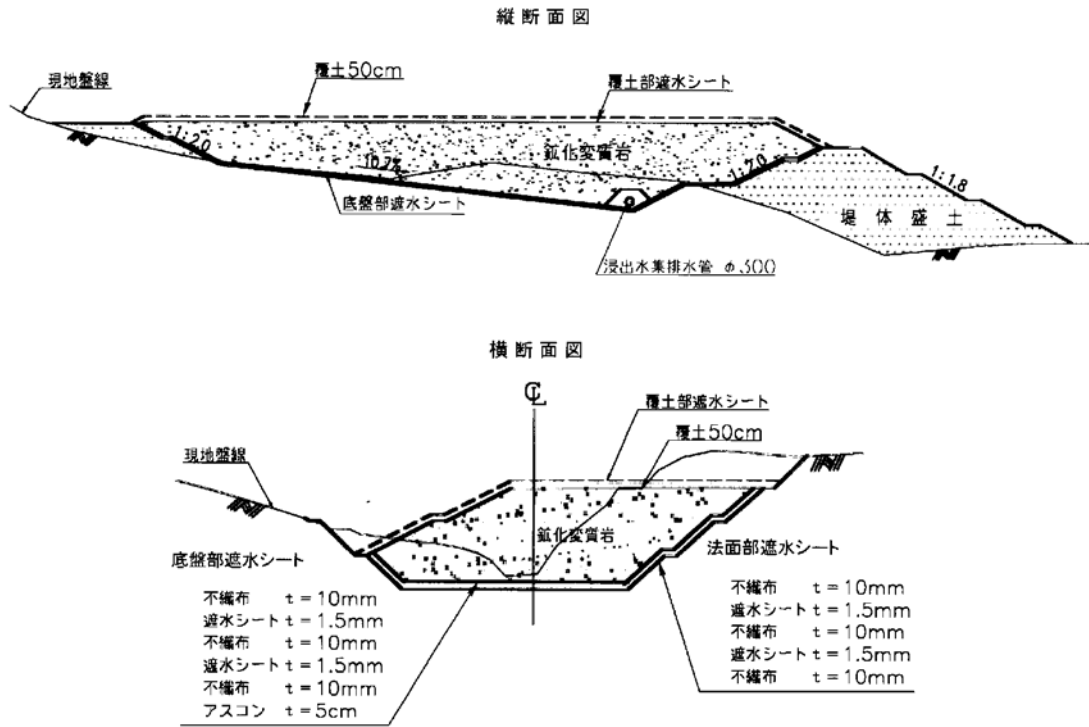 縦断面図
現地盤線
覆土50cm
覆土部遮水シート
1:2.0
10.7%
鉱化変質岩
1:2.0
1:1.8
底盤部遮水シート
堤体盛土
浸出水集排水管 φ300
横断面図
CL
覆土部遮水シート
覆土50cm
現地盤線
鉱化変質岩
底盤部遮水シート
不織布 t=10mm
遮水シート t=1.5mm
不織布 t=10mm
遮水シート t=1.5mm
不織布 t=10mm
アスコン t=5cm
法面部遮水シート
不織布 t=10mm
遮水シート t=1.5mm
不織布 t=10mm
遮水シート t=1.5mm
不織布 t=10mm